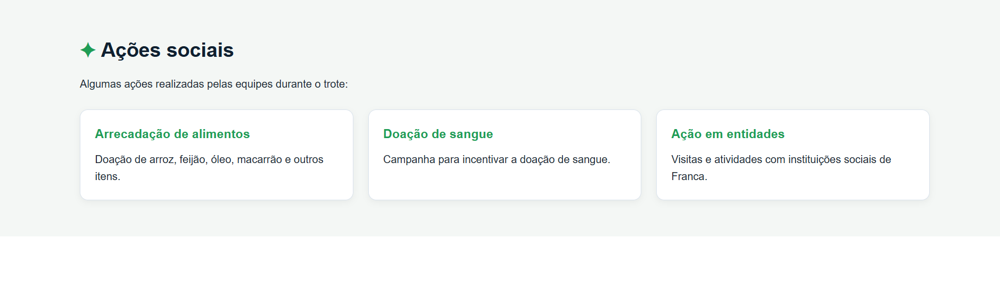 ✦ Ações sociais
Algumas ações realizadas pelas equipes durante o trote:
Arrecadação de alimentos
Doação de arroz, feijão, óleo, macarrão e outros
itens.
Doação de sangue
Campanha para incentivar a doação de sangue.
Ação em entidades
Visitas e atividades com instituições sociais de
Franca.